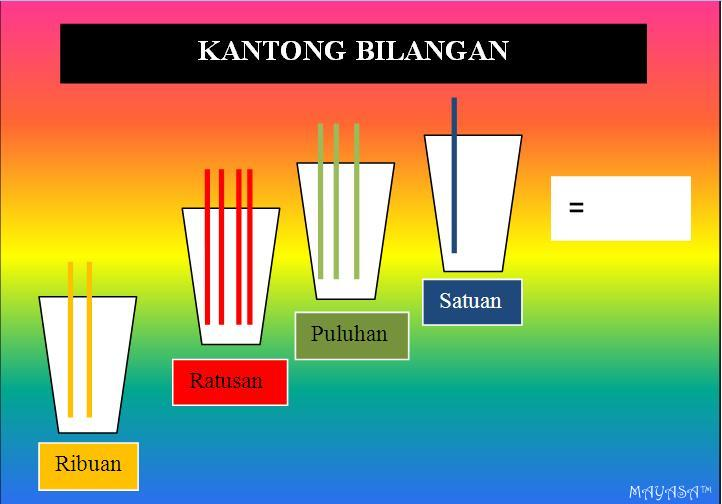 KANTONG BILANGAN
=
Satuan
Puluhan
Ratusan
Ribuan
MAYASA™